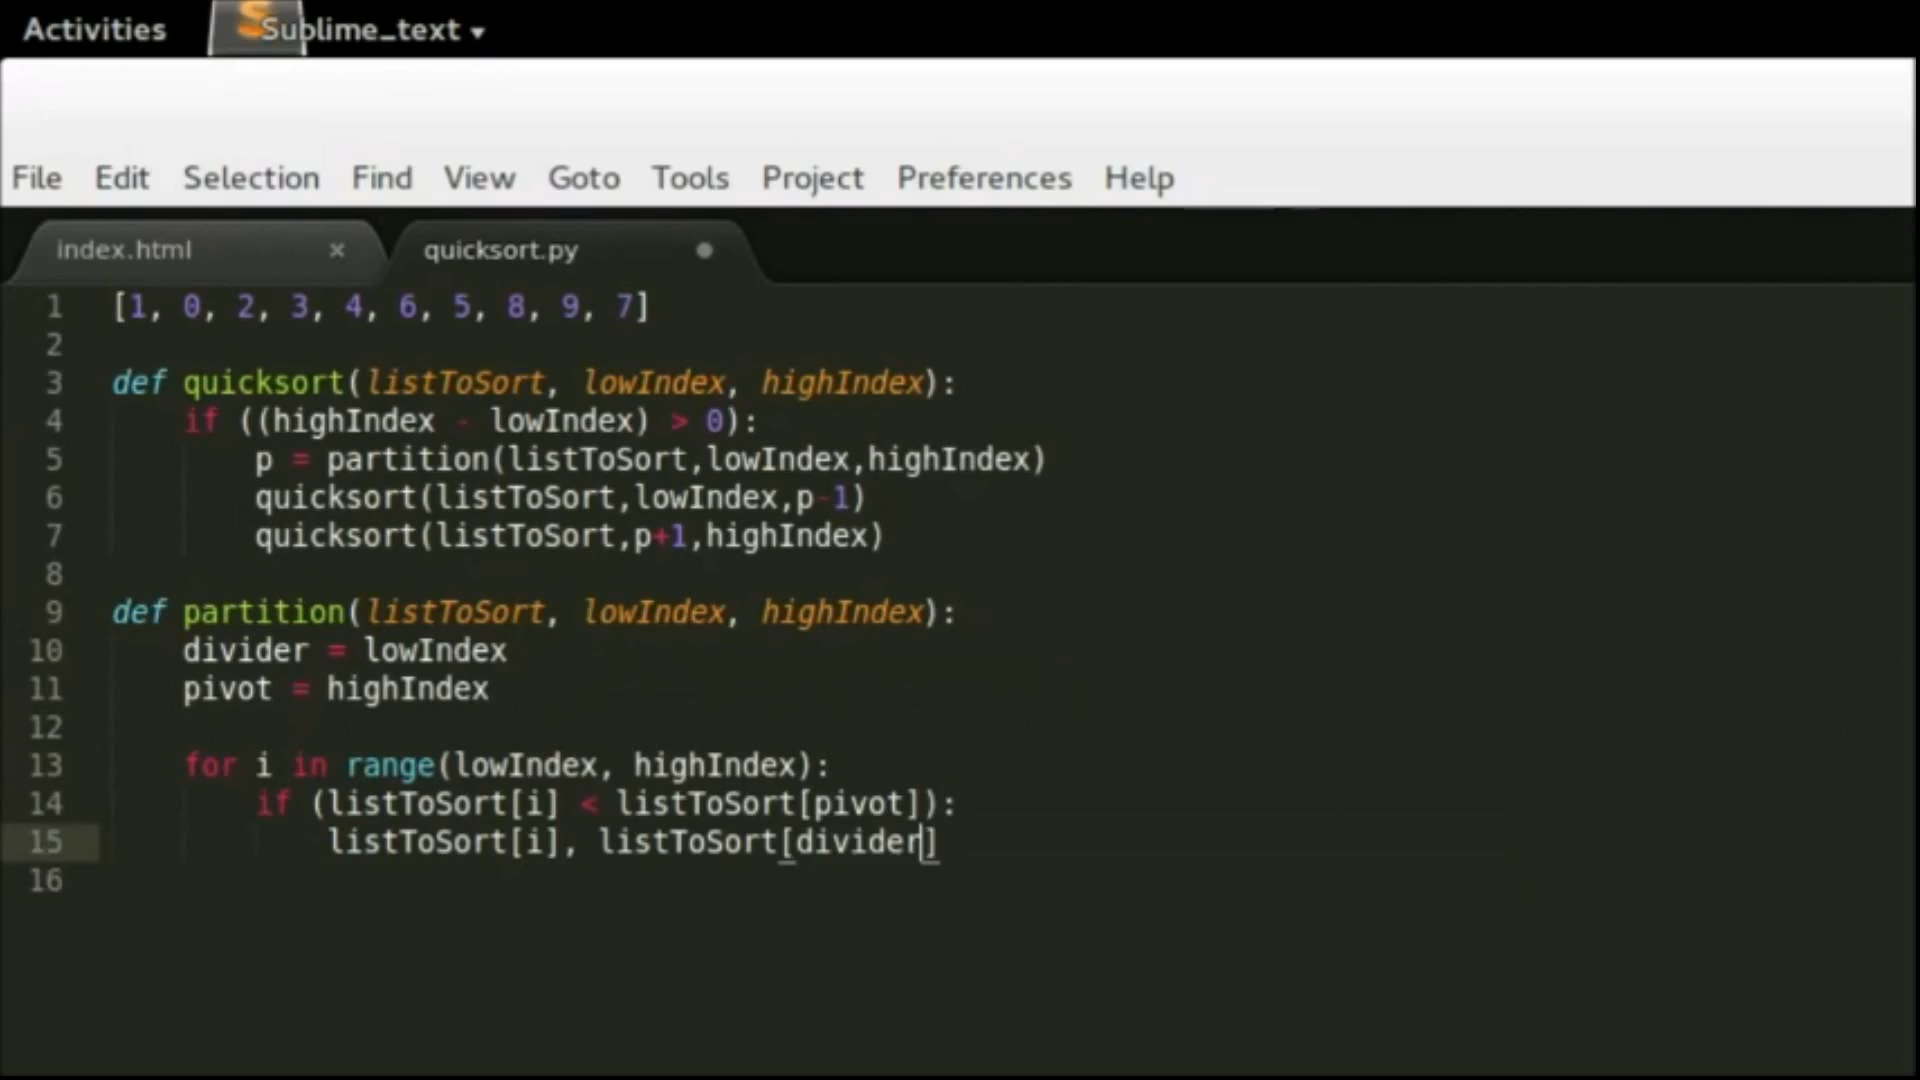 Activities Sublime_text
File Edit Selection Find View Goto Tools Project Preferences Help
index.html × quicksort.py
1 [1, 0, 2, 3, 4, 6, 5, 8, 9, 7]
2
3 def quicksort(listToSort, lowIndex, highIndex):
4 if ((highIndex - lowIndex) > 0):
5 p = partition(listToSort,lowIndex,highIndex)
6 quicksort(listToSort,lowIndex,p-1)
7 quicksort(listToSort,p+1,highIndex)
8
9 def partition(listToSort, lowIndex, highIndex):
10 divider = lowIndex
11 pivot = highIndex
12
13 for i in range(lowIndex, highIndex):
14 if (listToSort[i] < listToSort[pivot]):
15 listToSort[i], listToSort[divider]
16